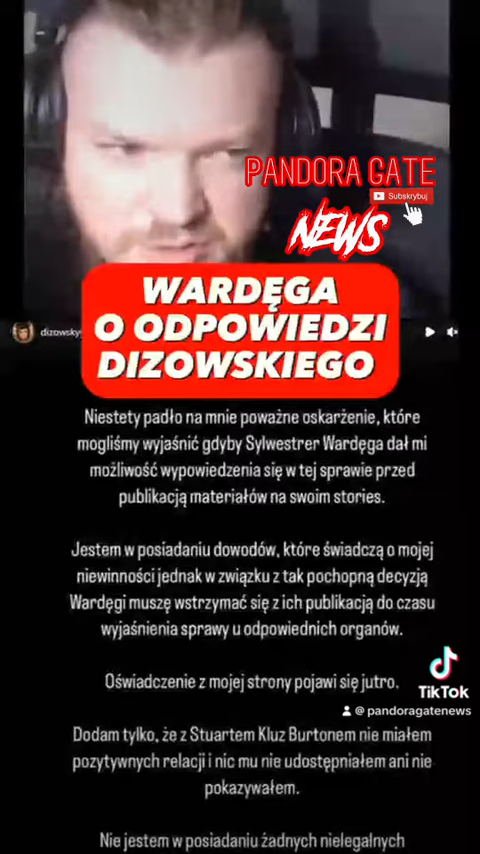 PANDORA GATE
Subskrybuj
NEWS
WARDĘGA
O ODPOWIEDZI
DIZOWSKIEGO
dizowsky
Niestety padło na mnie poważne oskarżenie, które
mogliśmy wyjaśnić gdyby Sylwestrer Wardęga dał mi
możliwość wypowiedzenia się w tej sprawie przed
publikacją materiałów na swoim stories.
Jestem w posiadaniu dowodów, które świadczą o mojej
niewinności jednak w związku z tak pochopną decyzją
Wardęgi muszę wstrzymać się z ich publikacją do czasu
wyjaśnienia sprawy u odpowiednich organów.
Oświadczenie z mojej strony pojawi się jutro.
TikTok
@pandoragatenews
Dodam tylko, że z Stuartem Kluz Burtonem nie miałem
pozytywnych relacji i nic mu nie udostępniałem ani nie
pokazywałem.
Nie jestem w posiadaniu żadnych nielegalnych